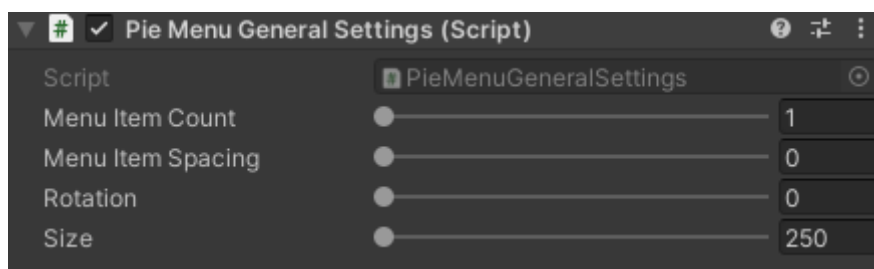 # Pie Menu General Settings (Script)
Script # PieMenuGeneralSettings
Menu Item Count 1
Menu Item Spacing 0
Rotation 0
Size 250